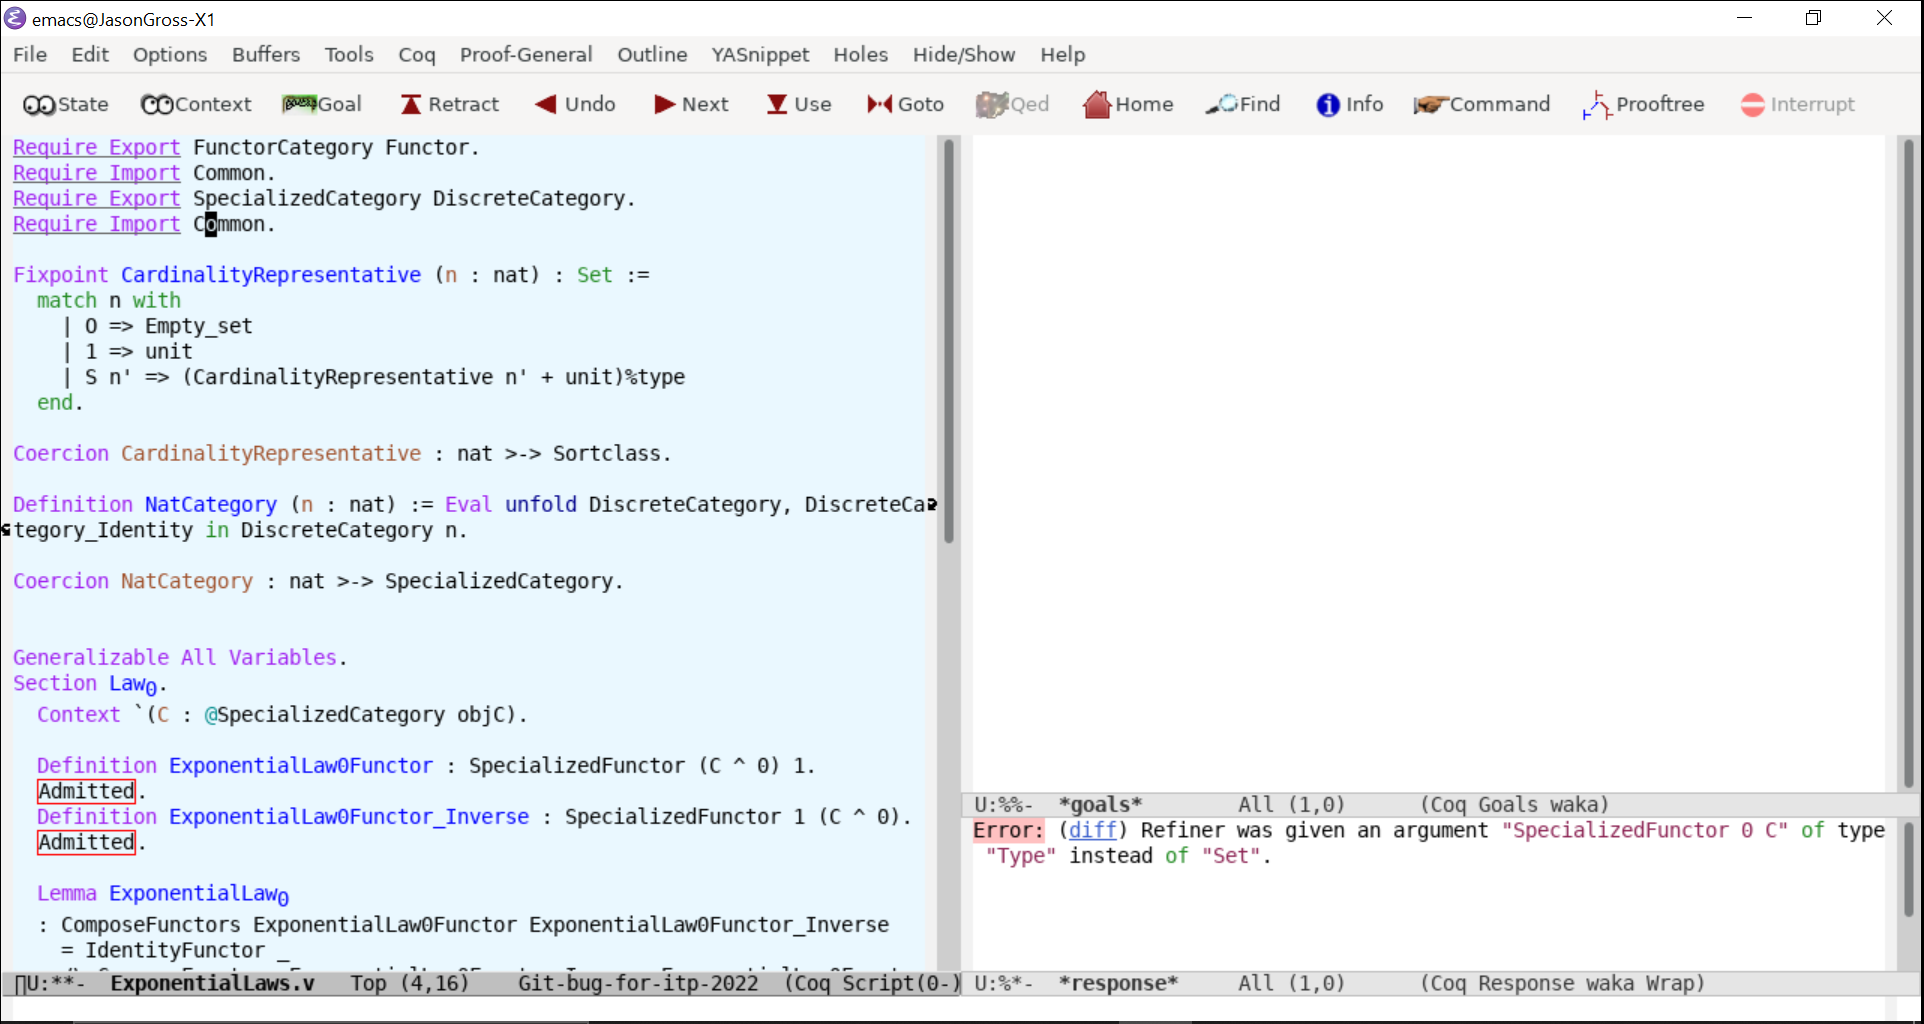 emacs@JasonGross-X1
File Edit Options Buffers Tools Coq Proof-General Outline YASnippet Holes Hide/Show Help
State Context Goal Retract Undo Next Use Goto Qed Home Find Info Command Prooftree Interrupt
Require Export FunctorCategory Functor.
Require Import Common.
Require Export SpecializedCategory DiscreteCategory.
Require Import Common.
Fixpoint CardinalityRepresentative (n : nat) : Set :=
  match n with
    | O => Empty_set
    | 1 => unit
    | S n' => (CardinalityRepresentative n' + unit)%type
  end.
Coercion CardinalityRepresentative : nat >-> Sortclass.
Definition NatCategory (n : nat) := Eval unfold DiscreteCategory, DiscreteCa
tegory_Identity in DiscreteCategory n.
Coercion NatCategory : nat >-> SpecializedCategory.
Generalizable All Variables.
Section Law₀.
  Context `(C : @SpecializedCategory objC).
  Definition ExponentialLaw0Functor : SpecializedFunctor (C ^ 0) 1.
  Admitted.
  Definition ExponentialLaw0Functor_Inverse : SpecializedFunctor 1 (C ^ 0).
  Admitted.
  Lemma ExponentialLaw₀
  : ComposeFunctors ExponentialLaw0Functor ExponentialLaw0Functor_Inverse
    = IdentityFunctor _
U:**-  ExponentialLaws.v   Top (4,16)    Git-bug-for-itp-2022  (Coq Script(0-)
U:%%-  *goals*        All (1,0)      (Coq Goals waka)
Error: (diff) Refiner was given an argument "SpecializedFunctor 0 C" of type
 "Type" instead of "Set".
U:%*-  *response*     All (1,0)      (Coq Response waka Wrap)